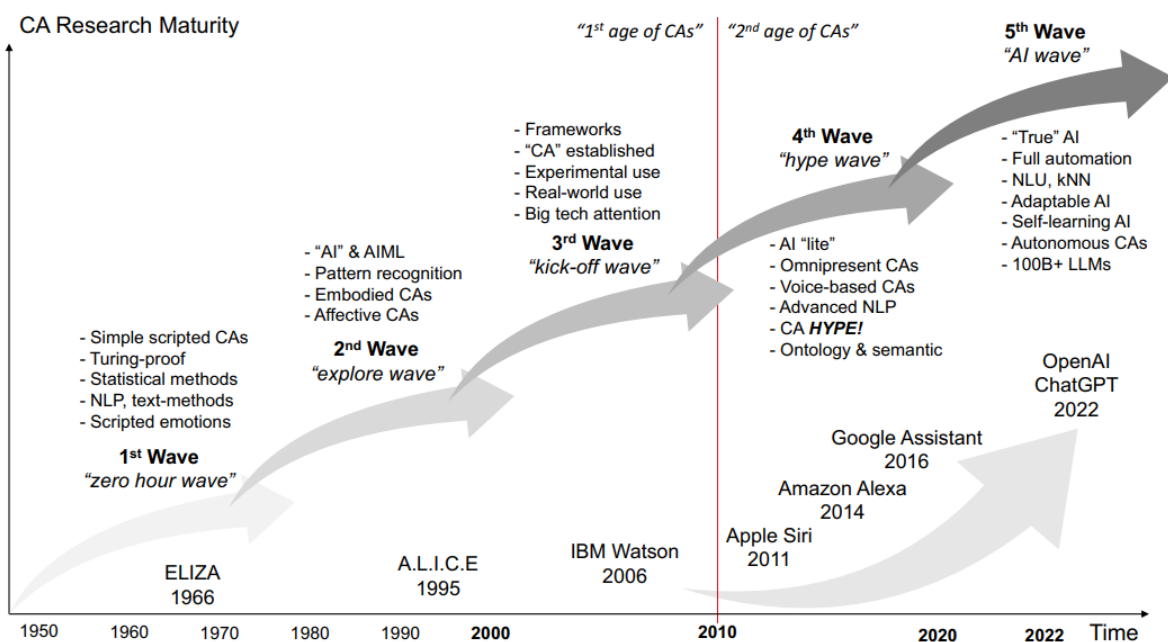 CA Research Maturity
“1st age of CAs”
“2nd age of CAs”
5th Wave
“AI wave”
- “True” AI
- Full automation
- NLU, kNN
- Adaptable AI
- Self-learning AI
- Autonomous CAs
- 100B+ LLMs
4th Wave
“hype wave”
- AI “lite”
- Omnipresent CAs
- Voice-based CAs
- Advanced NLP
- CA HYPE!
- Ontology & semantic
- Frameworks
- “CA” established
- Experimental use
- Real-world use
- Big tech attention
3rd Wave
“kick-off wave”
- “AI” & AIML
- Pattern recognition
- Embodied CAs
- Affective CAs
2nd Wave
“explore wave”
- Simple scripted CAs
- Turing-proof
- Statistical methods
- NLP, text-methods
- Scripted emotions
1st Wave
“zero hour wave”
ELIZA
1966
A.L.I.C.E
1995
IBM Watson
2006
Apple Siri
2011
Amazon Alexa
2014
Google Assistant
2016
OpenAI
ChatGPT
2022
1950 1960 1970 1980 1990 2000 2010 2020 2022 Time